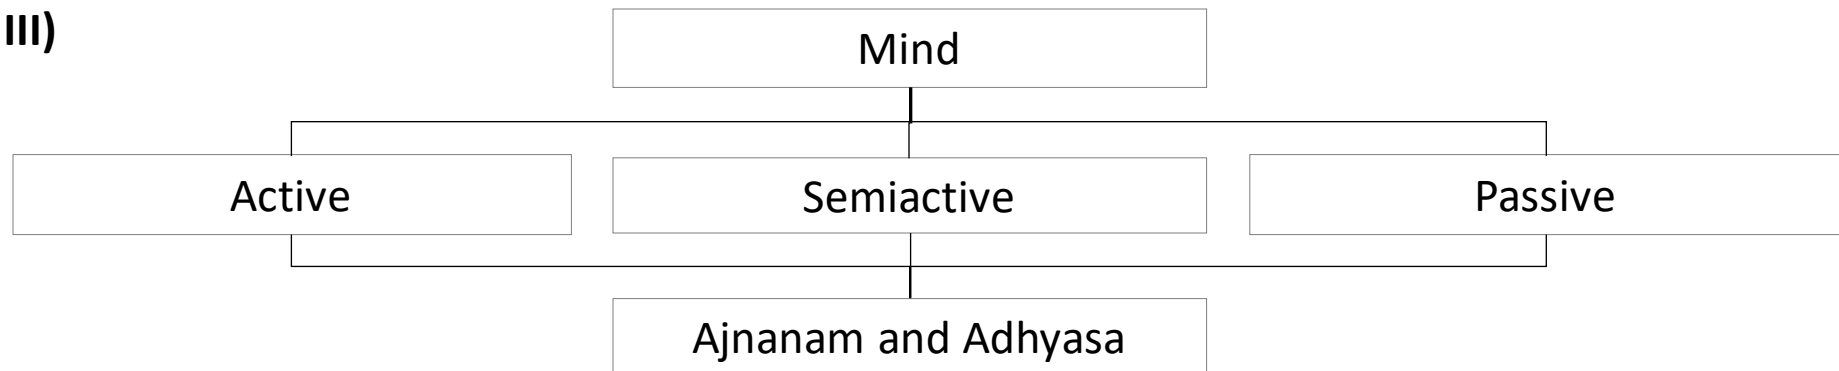 III)
Mind
Active
Semiactive
Passive
Ajnanam and Adhyasa